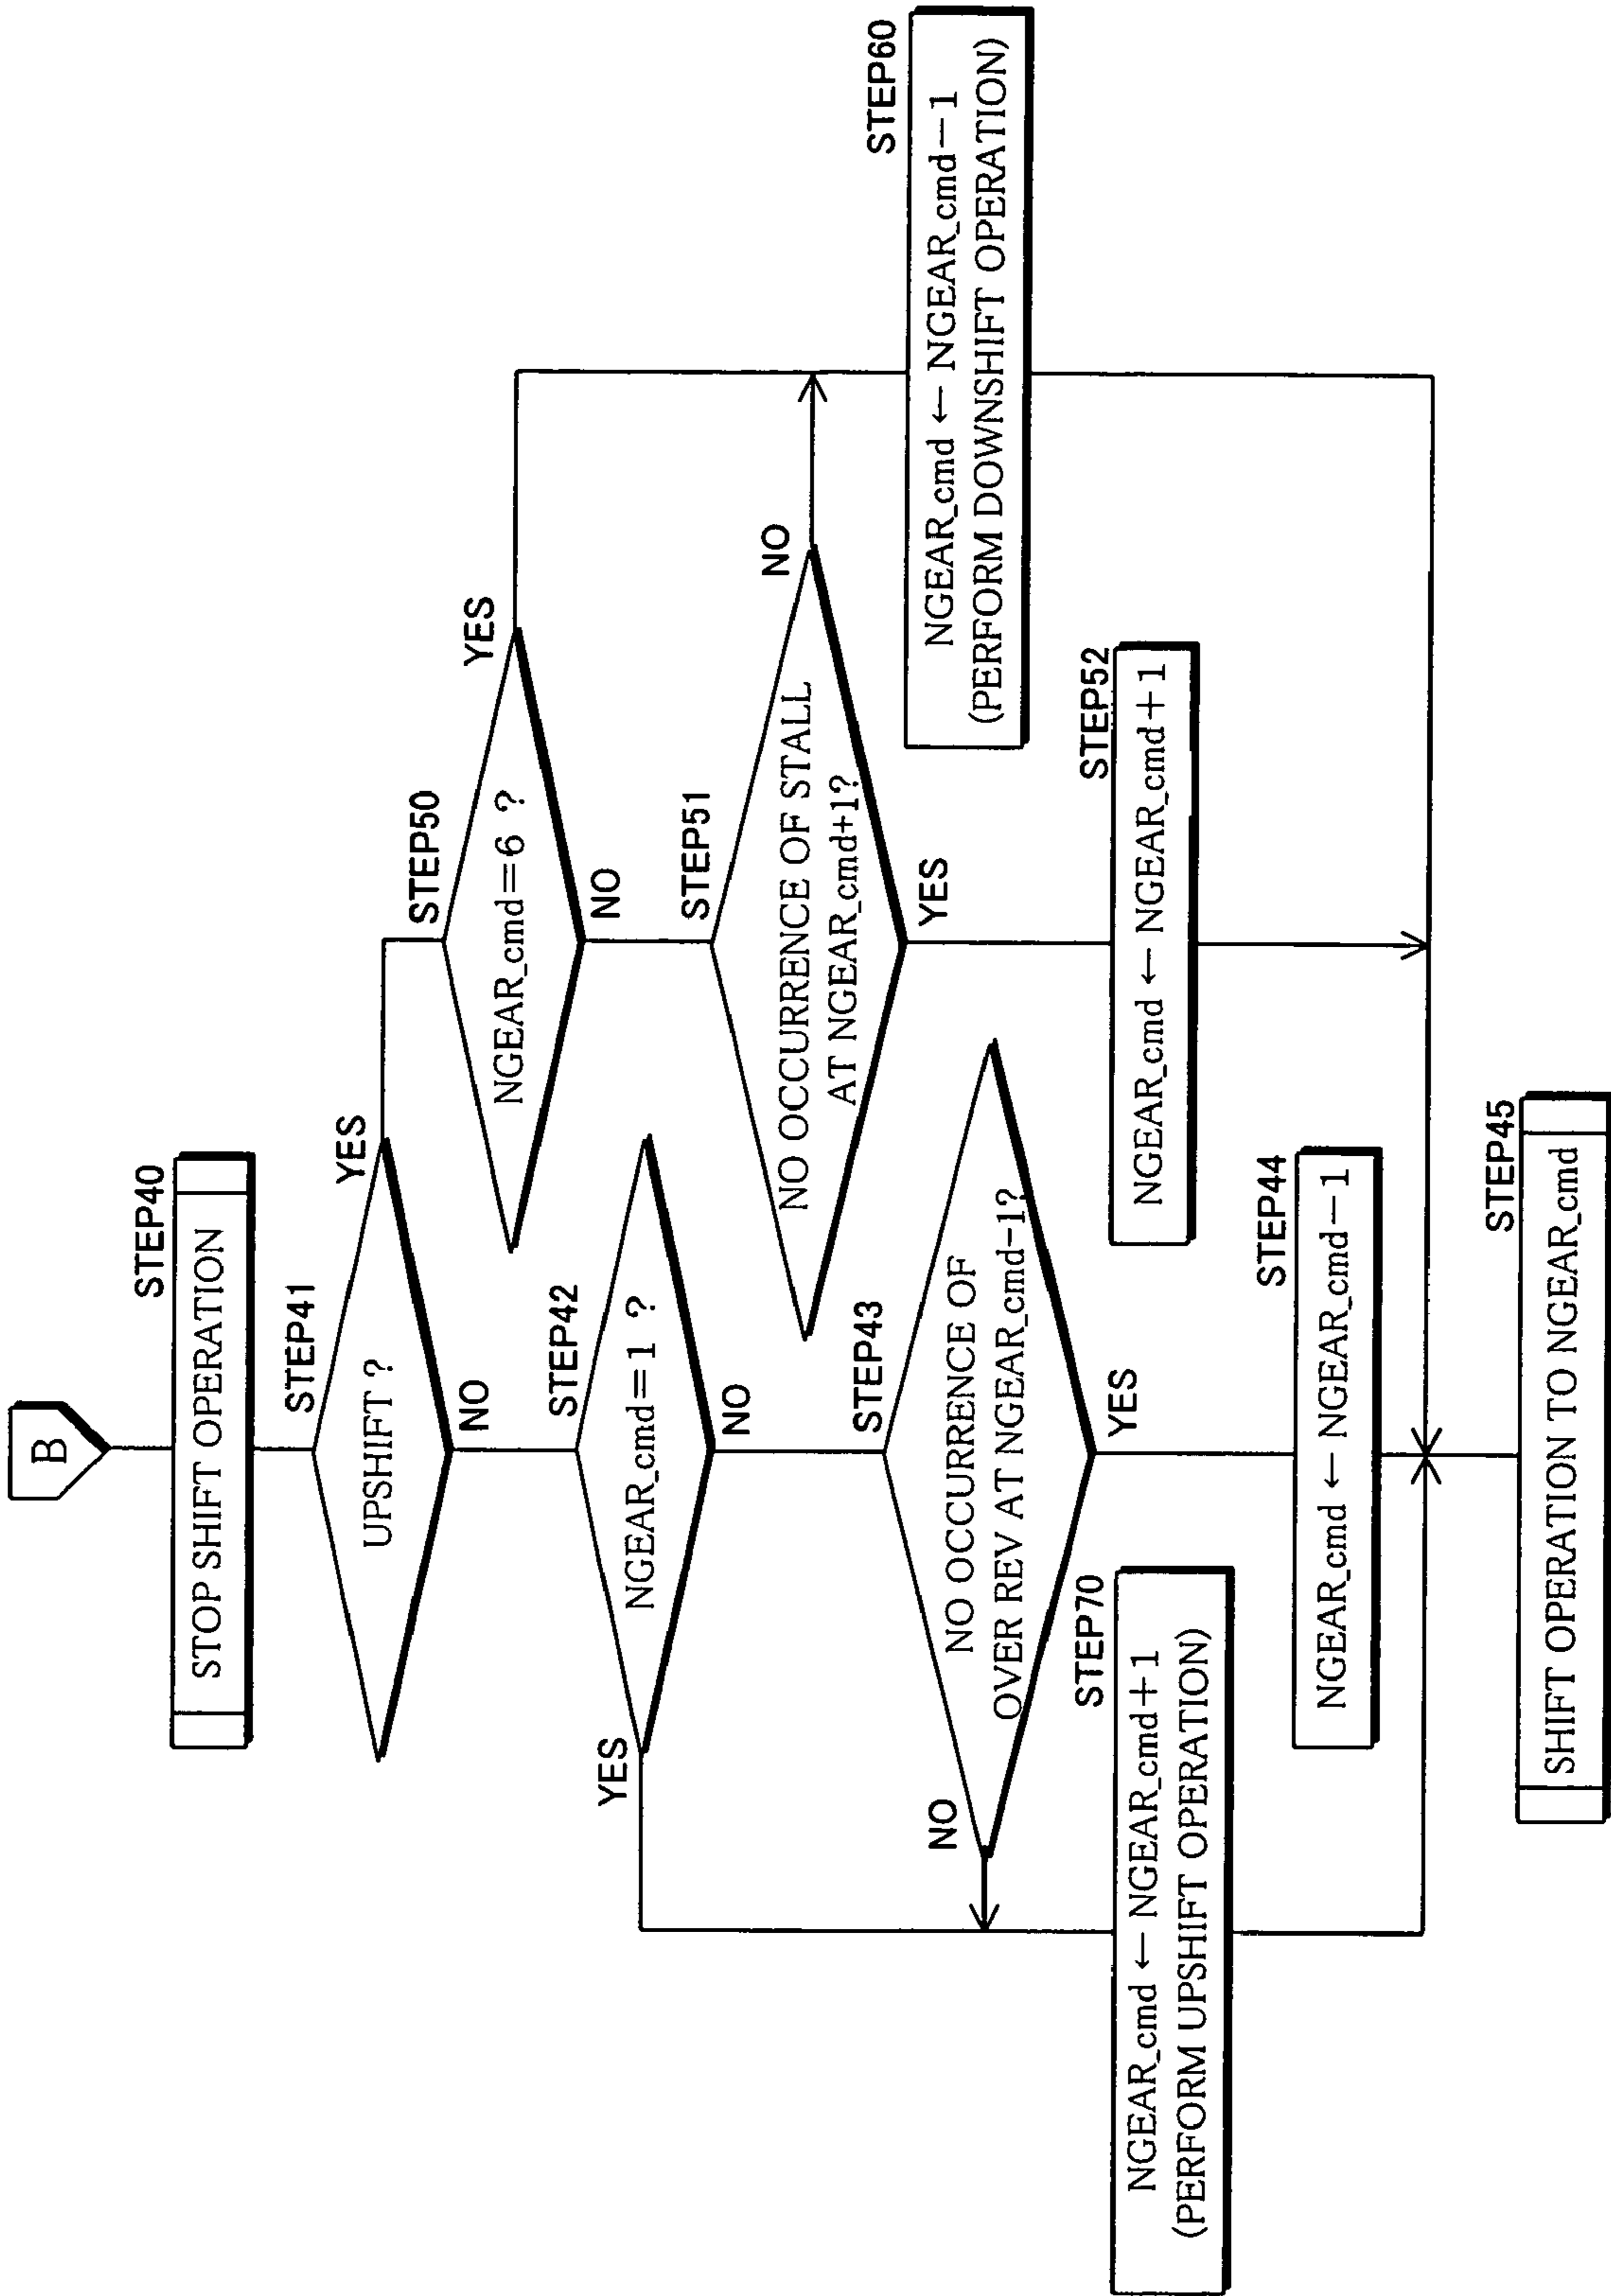 B
STEP40
STOP SHIFT OPERATION
STEP41
UPSHIFT ?
YES
NO
STEP42
NGEAR_cmd=1 ?
YES
NO
STEP43
NO OCCURRENCE OF
OVER REV AT NGEAR_cmd-1?
NO
YES
STEP70
NGEAR_cmd ← NGEAR_cmd+1
(PERFORM UPSHIFT OPERATION)
STEP44
NGEAR_cmd ← NGEAR_cmd-1
STEP50
NGEAR_cmd=6 ?
YES
NO
STEP51
NO OCCURRENCE OF STALL
AT NGEAR_cmd+1?
NO
YES
STEP60
NGEAR_cmd ← NGEAR_cmd-1
(PERFORM DOWNSHIFT OPERATION)
STEP52
NGEAR_cmd ← NGEAR_cmd+1
STEP45
SHIFT OPERATION TO NGEAR_cmd